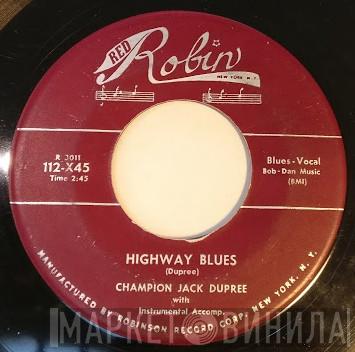 RED Robin
NEW YORK, N.Y.
R 3011
112-X45
Time 2:45
Blues-Vocal
Bob-Dan Music
(BMI)
HIGHWAY BLUES
(Dupree)
CHAMPION JACK DUPREE
with
Instrumental Accomp.
MANUFACTURED BY ROBINSON RECORD CORP. NEW YORK, N.Y.
МАРКЕТ ВИНИЛА